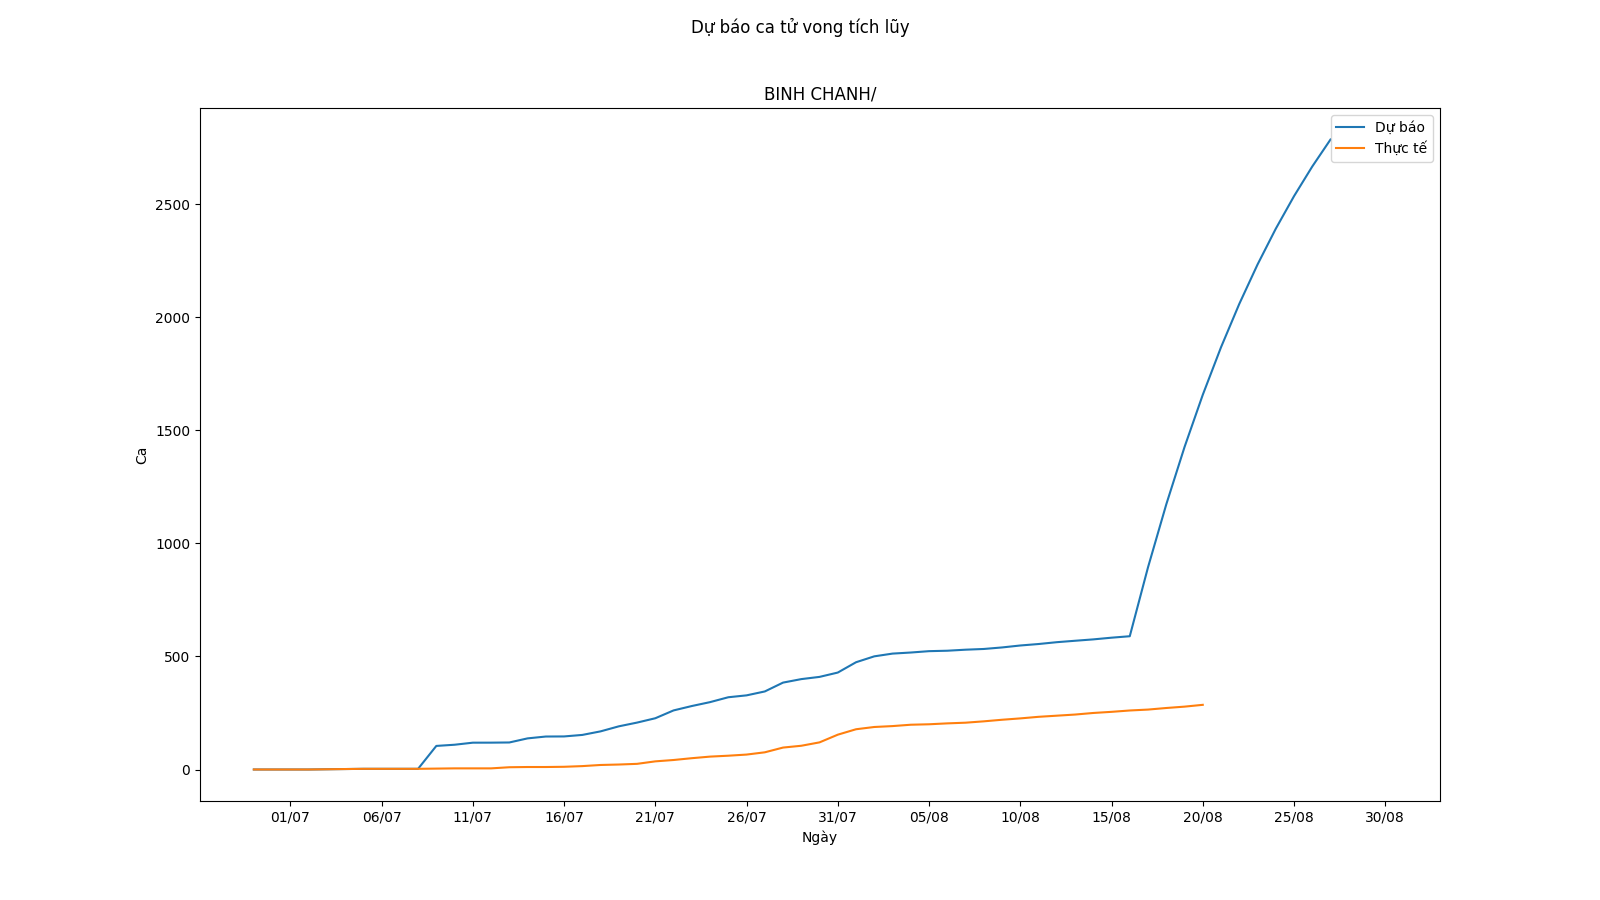 Dự báo ca tử vong tích lũy
BINH CHANH/
Dự báo
Thực tế
2500
2000
1500
1000
500
0
Ca
01/07 06/07 11/07 16/07 21/07 26/07 31/07 05/08 10/08 15/08 20/08 25/08 30/08
Ngày